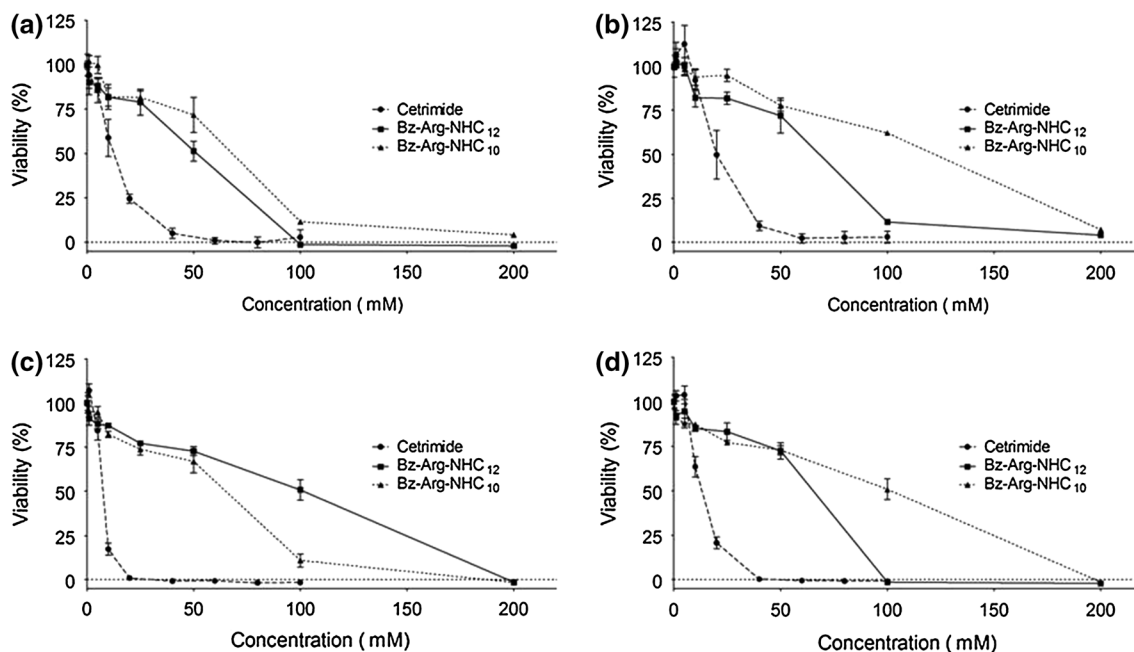 (a)
125
100
75
50
25
0
Viability (%)
Cetrimide
Bz-Arg-NHC12
Bz-Arg-NHC10
0 50 100 150 200
Concentration ( mM)
(b)
125
100
75
50
25
0
Viability (%)
Cetrimide
Bz-Arg-NHC12
Bz-Arg-NHC10
0 50 100 150 200
Concentration ( mM)
(c)
125
100
75
50
25
0
Viability (%)
Cetrimide
Bz-Arg-NHC12
Bz-Arg-NHC10
0 50 100 150 200
Concentration ( mM)
(d)
125
100
75
50
25
0
Viability (%)
Cetrimide
Bz-Arg-NHC12
Bz-Arg-NHC10
0 50 100 150 200
Concentration ( mM)